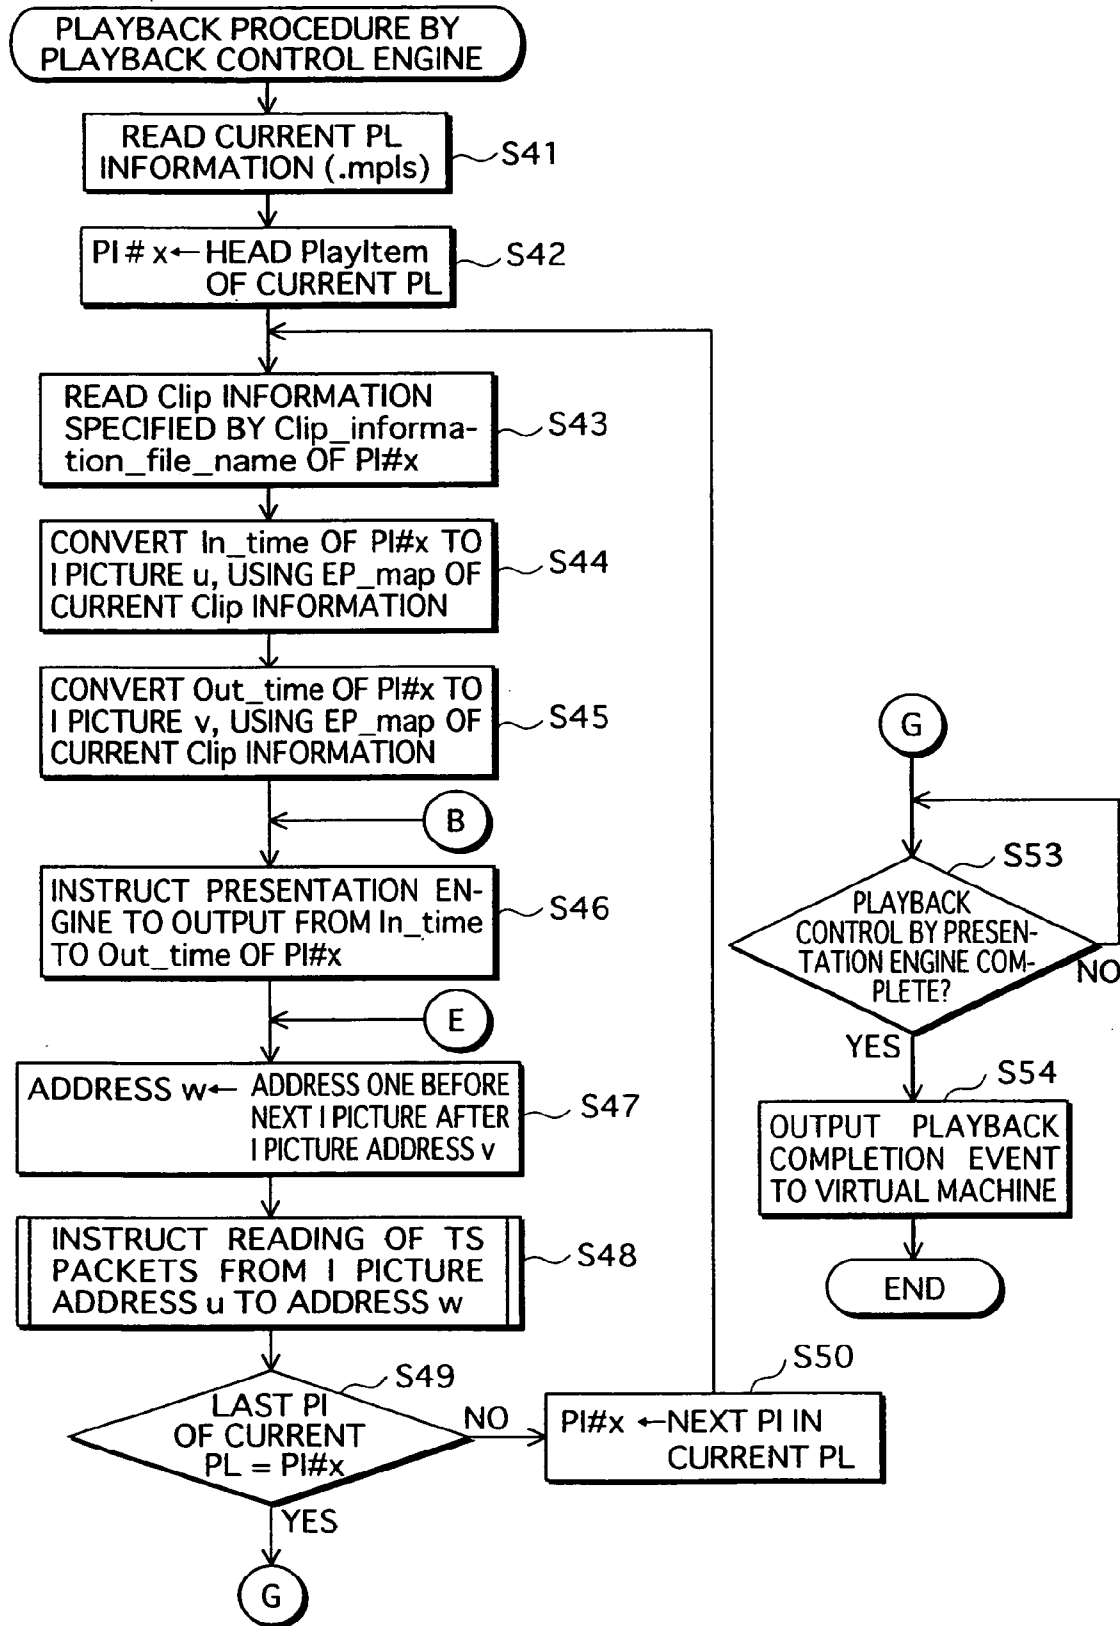 PLAYBACK PROCEDURE BY
PLAYBACK CONTROL ENGINE
READ CURRENT PL
INFORMATION (.mpls)
S41
PI # x← HEAD PlayItem
OF CURRENT PL
S42
READ Clip INFORMATION
SPECIFIED BY Clip_informa-
tion_file_name OF PI#x
S43
CONVERT In_time OF PI#x TO
I PICTURE u, USING EP_map OF
CURRENT Clip INFORMATION
S44
CONVERT Out_time OF PI#x TO
I PICTURE v, USING EP_map OF
CURRENT Clip INFORMATION
S45
B
INSTRUCT PRESENTATION EN-
GINE TO OUTPUT FROM In_time
TO Out_time OF PI#x
S46
E
ADDRESS w← ADDRESS ONE BEFORE
NEXT I PICTURE AFTER
I PICTURE ADDRESS v
S47
INSTRUCT READING OF TS
PACKETS FROM I PICTURE
ADDRESS u TO ADDRESS w
S48
S49
LAST PI
OF CURRENT
PL = PI#x
NO
YES
G
S50
PI#x ←NEXT PI IN
CURRENT PL
G
S53
PLAYBACK
CONTROL BY PRESEN-
TATION ENGINE COM-
PLETE?
NO
YES
S54
OUTPUT PLAYBACK
COMPLETION EVENT
TO VIRTUAL MACHINE
END